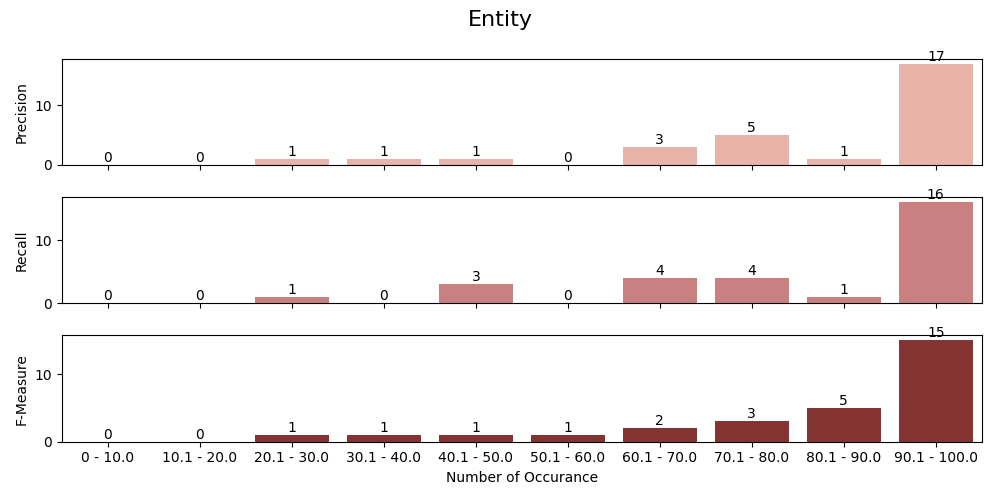 Entity
Precision
10
0
0 0 1 1 1 0 3 5 1 17
Recall
10
0
0 0 1 0 3 0 4 4 1 16
F-Measure
10
0
0 0 1 1 1 1 2 3 5 15
0 - 10.0 10.1 - 20.0 20.1 - 30.0 30.1 - 40.0 40.1 - 50.0 50.1 - 60.0 60.1 - 70.0 70.1 - 80.0 80.1 - 90.0 90.1 - 100.0
Number of Occurance